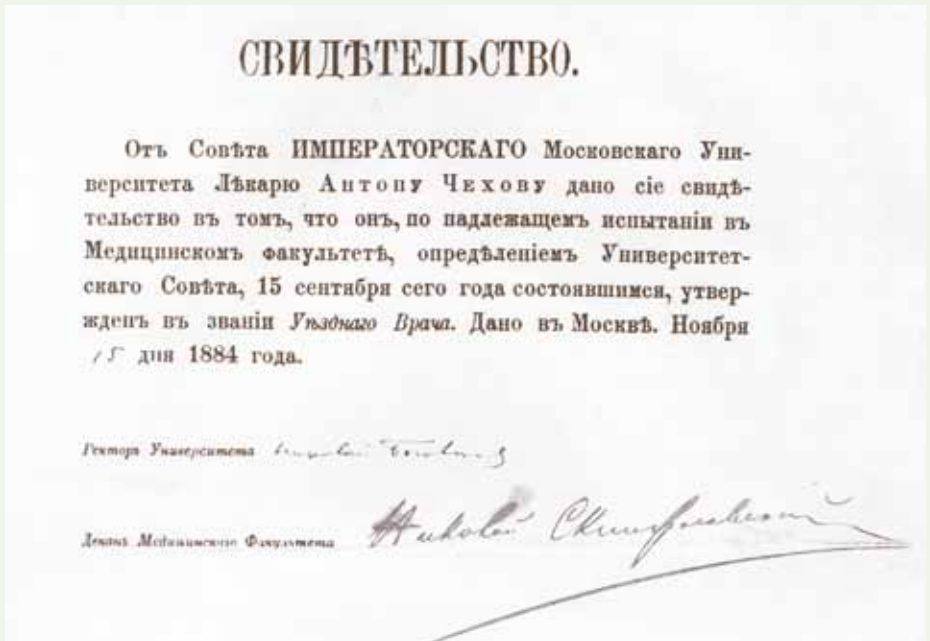 СВИДѢТЕЛЬСТВО.
Отъ Совѣта ИМПЕРАТОРСКАГО Московскаго Уни-
верситета Лѣкарю Антону Чехову дано сіе свидѣ-
тельство въ томъ, что онъ, по надлежащемъ испытаніи въ
Медицинскомъ факультетѣ, опредѣленіемъ Университет-
скаго Совѣта, 15 сентября сего года состоявшимся, утвер-
жденъ въ званіи Уѣзднаго Врача. Дано въ Москвѣ. Ноября
15 дня 1884 года.
Ректоръ Университета Николай
Деканъ Медицинскаго Факультета Николай Склифосовскій